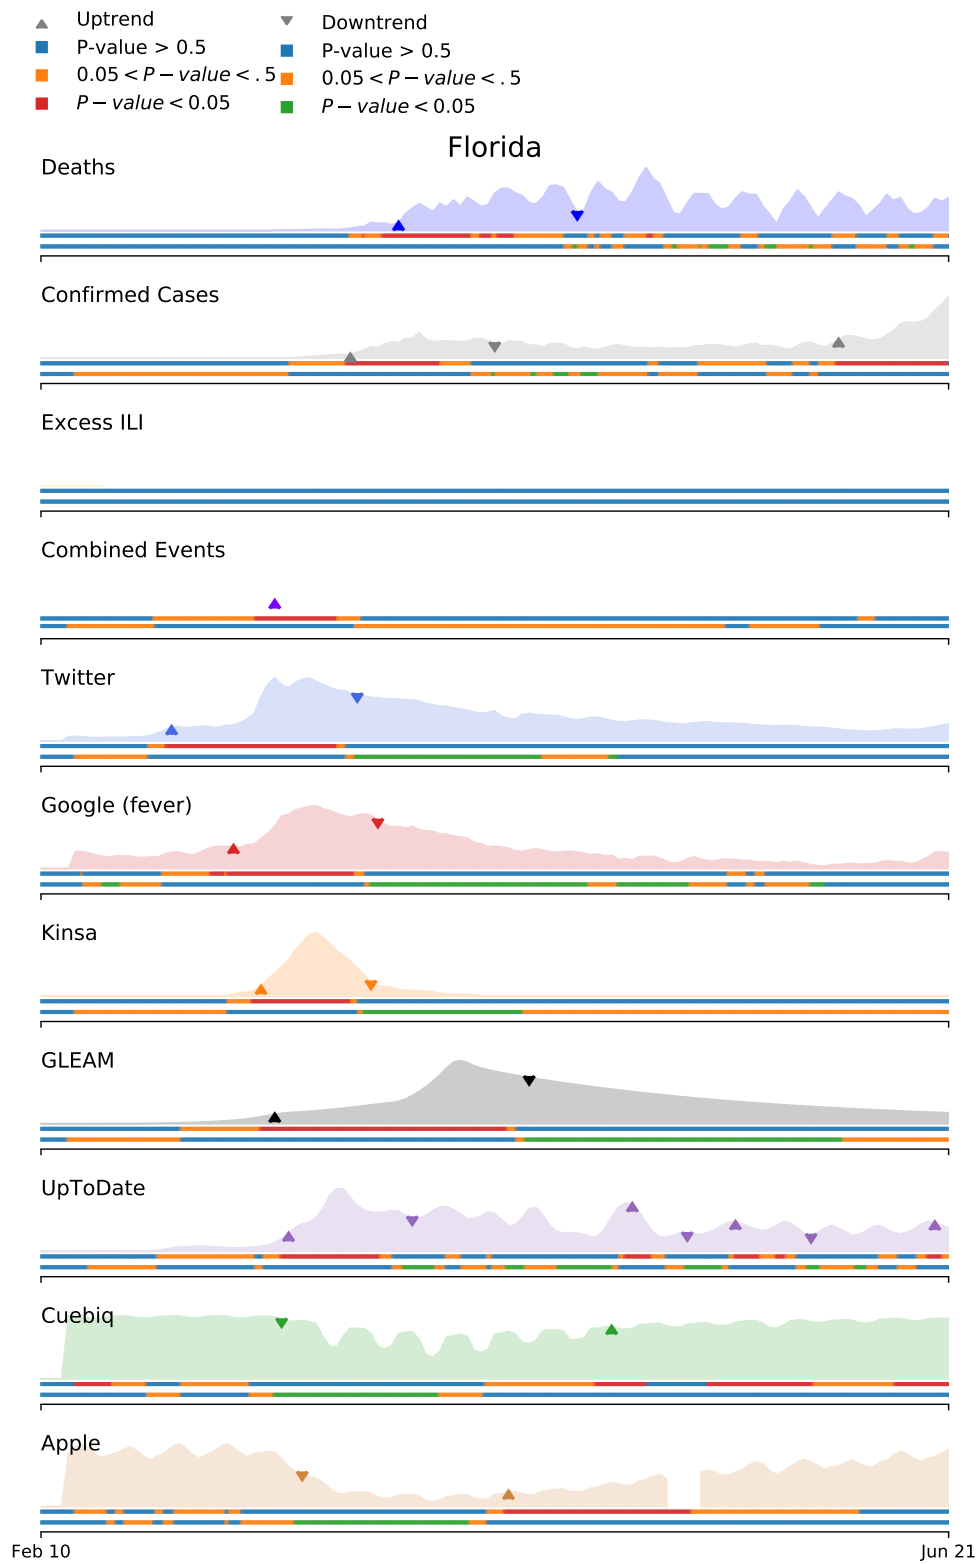 Uptrend
P-value > 0.5
0.05 < P − value < .5
P − value < 0.05
Downtrend
P-value > 0.5
0.05 < P − value < .5
P − value < 0.05
Florida
Deaths
Confirmed Cases
Excess ILI
Combined Events
Twitter
Google (fever)
Kinsa
GLEAM
UpToDate
Cuebiq
Apple
Feb 10
Jun 21